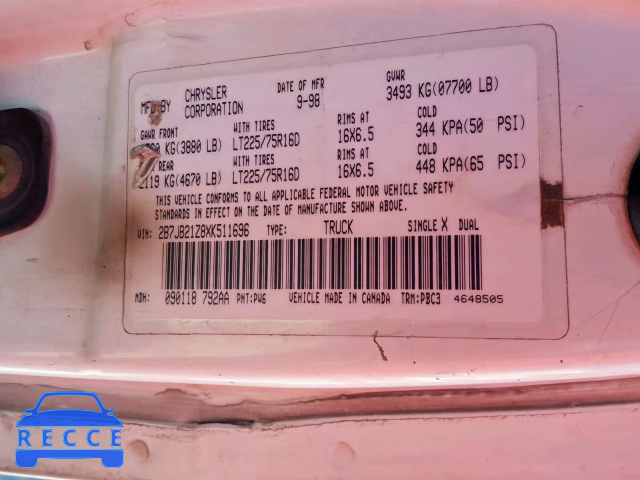 MFD BY CHRYSLER CORPORATION DATE OF MFR 9-98 GVWR 3493 KG(07700 LB)
GAWR FRONT WITH TIRES RIMS AT COLD
KG(3880 LB) LT225/75R16D 16X6.5 344 KPA(50 PSI)
REAR WITH TIRES RIMS AT COLD
2119 KG(4670 LB) LT225/75R16D 16X6.5 448 KPA(65 PSI)
THIS VEHICLE CONFORMS TO ALL APPLICABLE FEDERAL MOTOR VEHICLE SAFETY
STANDARDS IN EFFECT ON THE DATE OF MANUFACTURE SHOWN ABOVE.
VIN: 2B7JB21Z8XK511696 TYPE: TRUCK SINGLE X DUAL
MDH: 090118 792AA PNT:PW6 VEHICLE MADE IN CANADA TRM:PBC3 4648505
RECCE